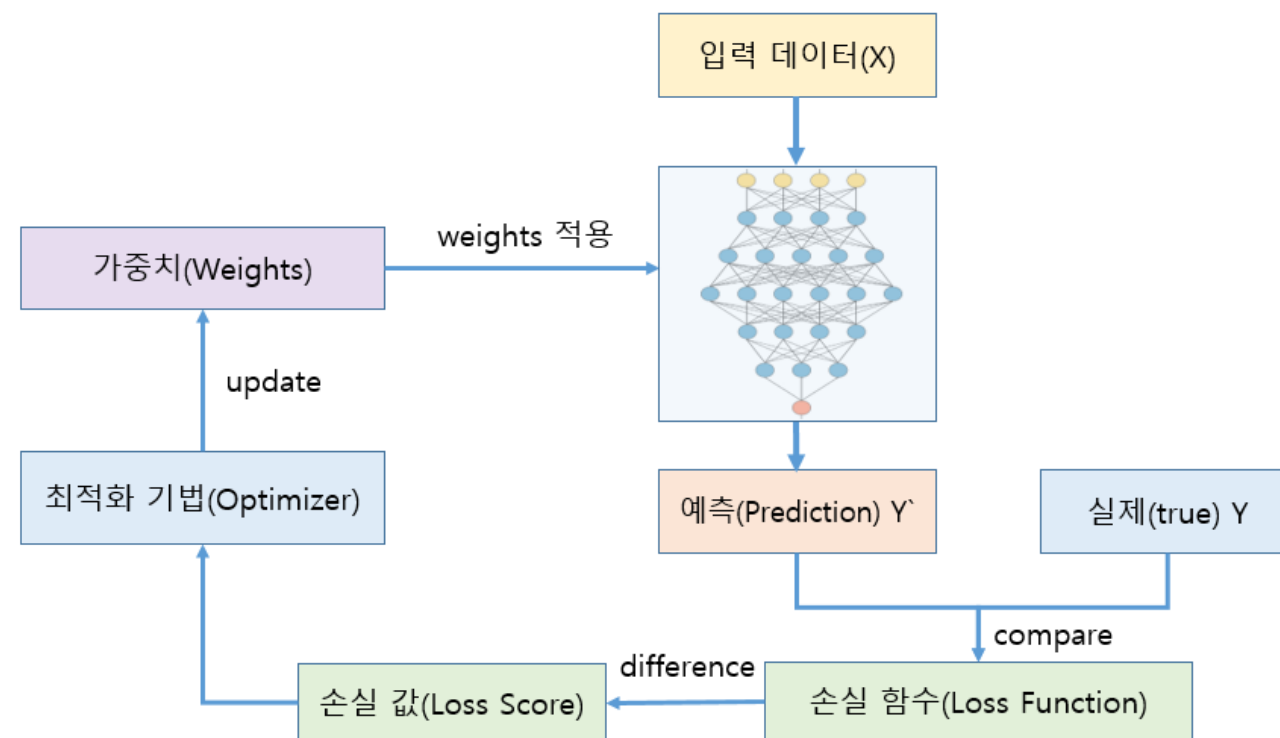 입력 데이터(X)
weights 적용
가중치(Weights)
update
최적화 기법(Optimizer)
예측(Prediction) Y`
실제(true) Y
compare
difference
손실 값(Loss Score)
손실 함수(Loss Function)